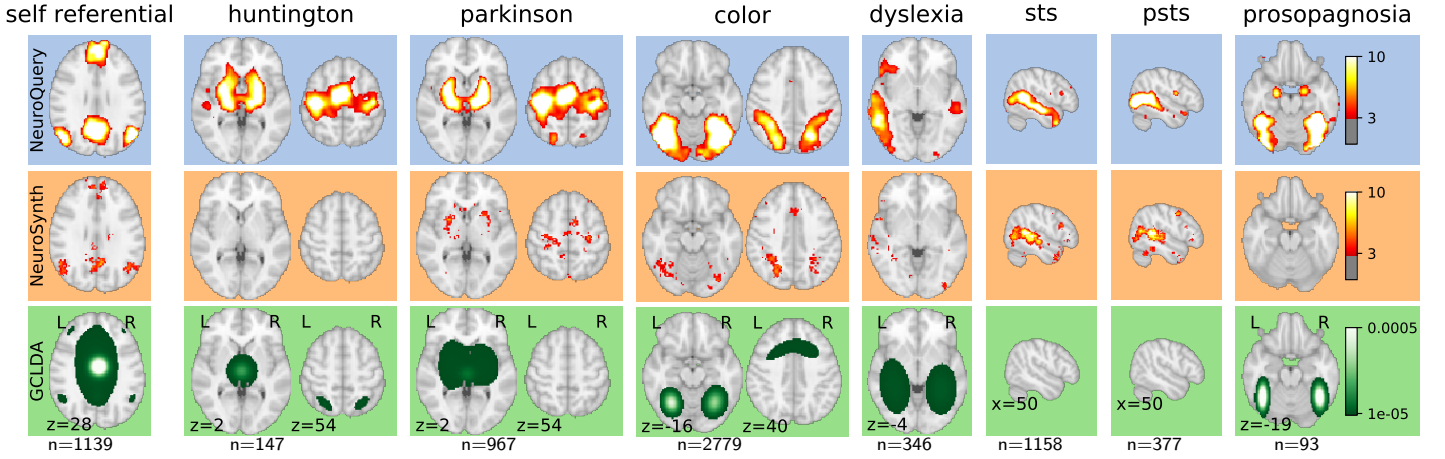 self referential huntington parkinson color dyslexia sts psts prosopagnosia
NeuroQuery
10
3
NeuroSynth
10
3
GCLDA
L R L R L R L R L R L R L R
0.0005
1e-05
z=28 z=2 z=54 z=2 z=54 z=-16 z=40 z=-4 x=50 x=50 z=-19
n=1139 n=147 n=967 n=2779 n=346 n=1158 n=377 n=93